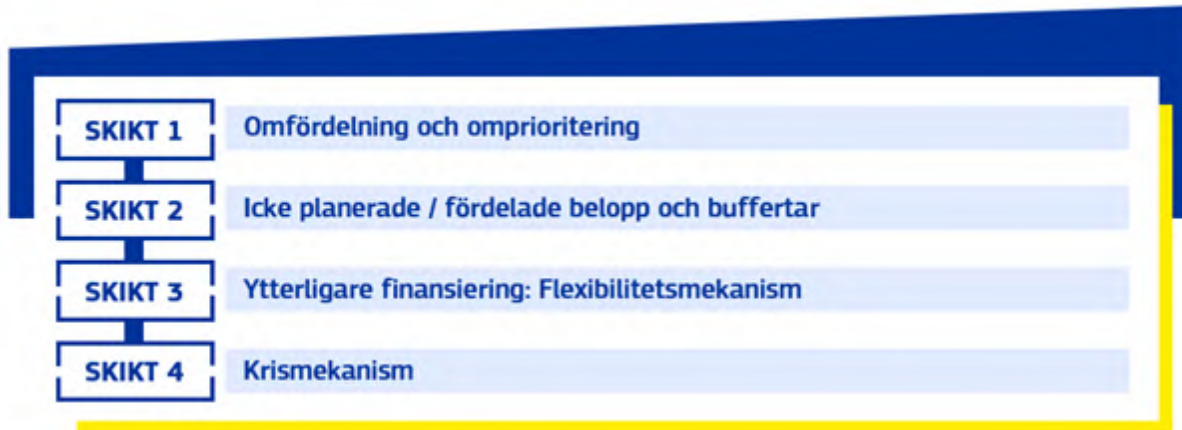 SKIKT 1 Omfördelning och omprioritering
SKIKT 2 Icke planerade / fördelade belopp och buffertar
SKIKT 3 Ytterligare finansiering: Flexibilitetsmekanism
SKIKT 4 Krismekanism